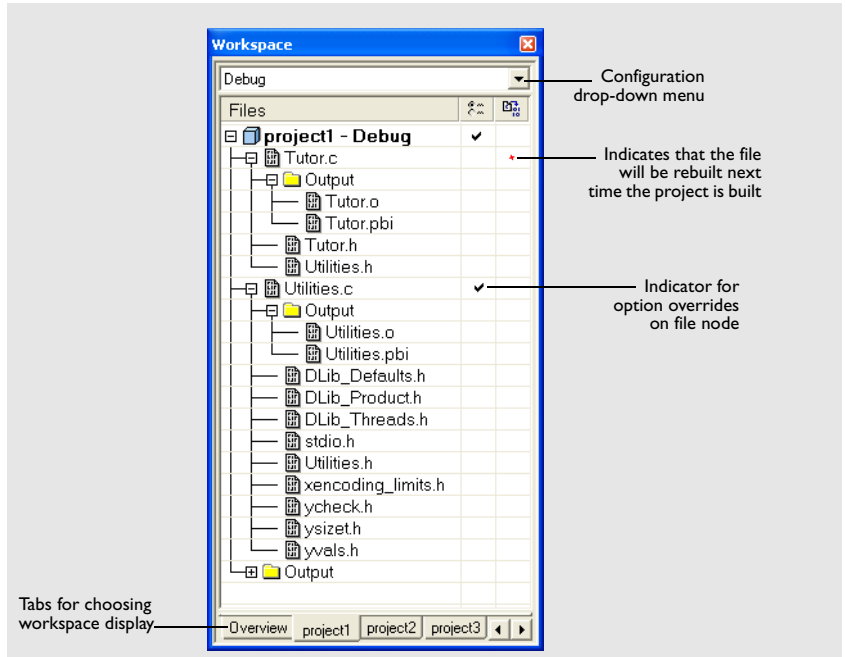 Workspace
Debug
Configuration
drop-down menu
Files
project1 - Debug
Tutor.c
Indicates that the file
will be rebuilt next
time the project is built
Output
Tutor.o
Tutor.pbi
Tutor.h
Utilities.h
Utilities.c
Indicator for
option overrides
on file node
Output
Utilities.o
Utilities.pbi
DLib_Defaults.h
DLib_Product.h
DLib_Threads.h
stdio.h
Utilities.h
xencoding_limits.h
ycheck.h
ysizet.h
yvals.h
Output
Tabs for choosing
workspace display
Overview project1 project2 project3